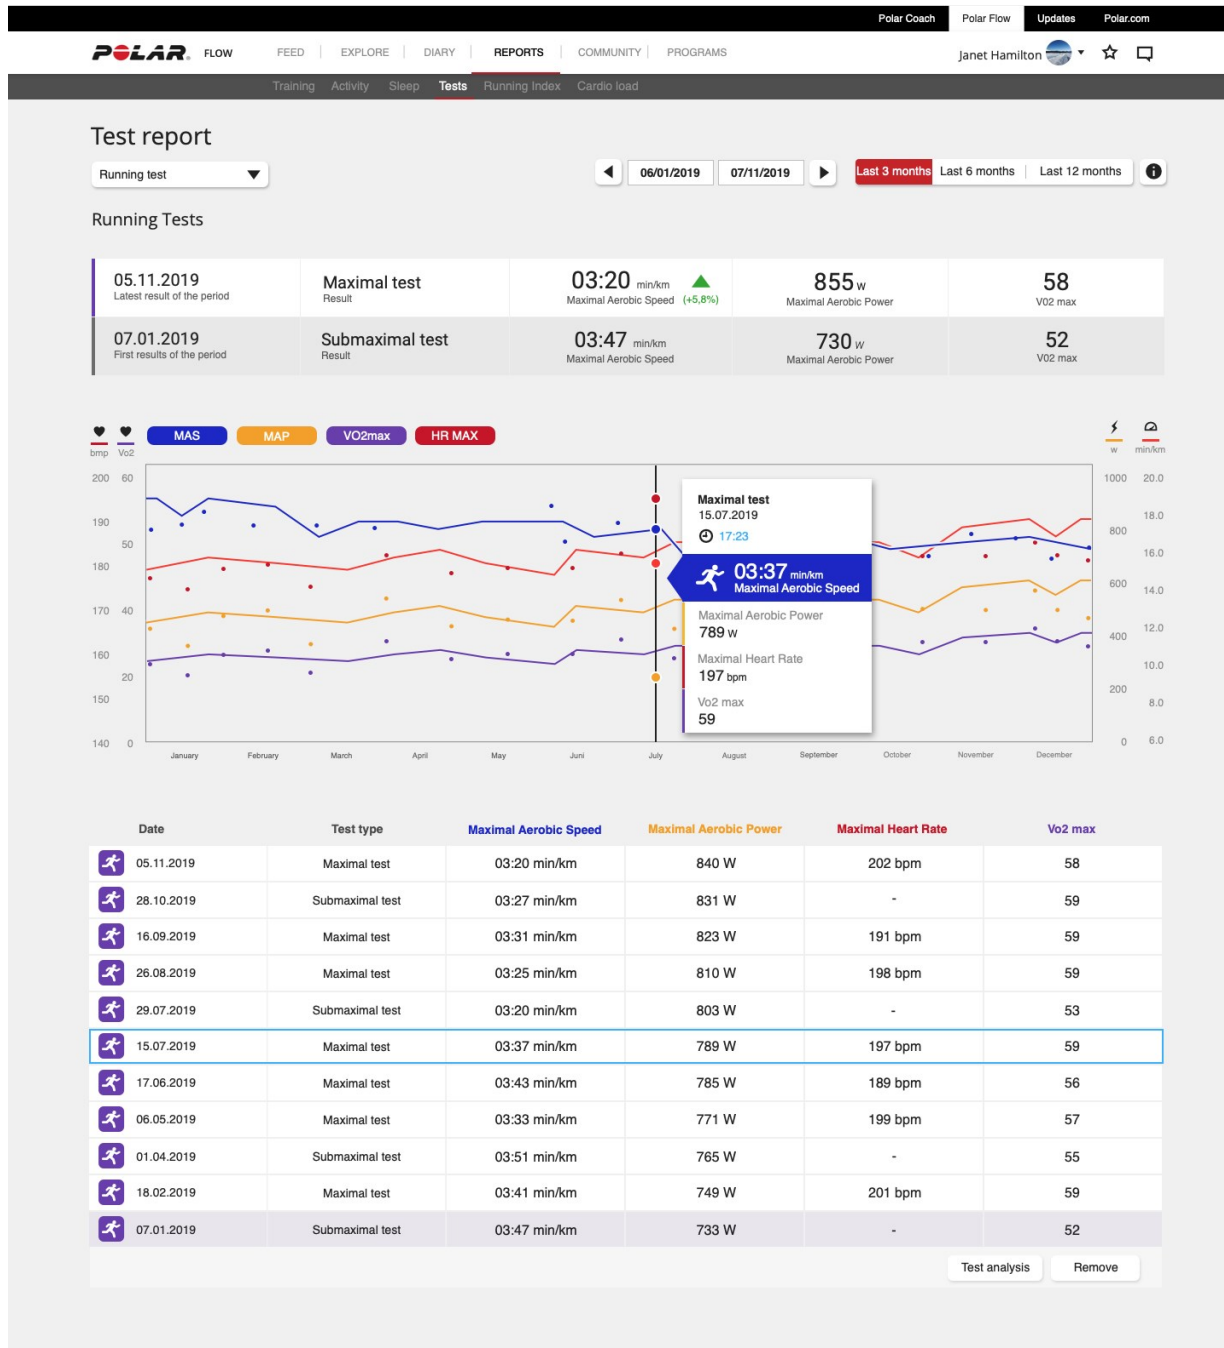 Polar Coach Polar Flow Updates Polar.com
POLAR. FLOW FEED EXPLORE DIARY REPORTS COMMUNITY PROGRAMS Janet Hamilton
Training Activity Sleep Tests Running Index Cardio load
Test report
Running test 06/01/2019 07/11/2019 Last 3 months Last 6 months Last 12 months i
Running Tests
05.11.2019 Maximal test 03:20 min/km 855 W 58
Latest result of the period Result Maximal Aerobic Speed (+5,8%) Maximal Aerobic Power V02 max
07.01.2019 Submaximal test 03:47 min/km 730 W 52
First results of the period Result Maximal Aerobic Speed Maximal Aerobic Power V02 max
MAS MAP VO2max HR MAX
bmp Vo2 w min/km
200 60 1000 20.0
190 18.0
50 800
180 16.0
600 14.0
170 40
400 12.0
160 10.0
20 200
150 8.0
140 0 0 6.0
Maximal test
15.07.2019
17:23
03:37 min/km
Maximal Aerobic Speed
Maximal Aerobic Power
789 W
Maximal Heart Rate
197 bpm
Vo2 max
59
January February March April May Juni July August September October November December
Date Test type Maximal Aerobic Speed Maximal Aerobic Power Maximal Heart Rate Vo2 max
05.11.2019 Maximal test 03:20 min/km 840 W 202 bpm 58
28.10.2019 Submaximal test 03:27 min/km 831 W - 59
16.09.2019 Maximal test 03:31 min/km 823 W 191 bpm 59
26.08.2019 Maximal test 03:25 min/km 810 W 198 bpm 59
29.07.2019 Submaximal test 03:20 min/km 803 W - 53
15.07.2019 Maximal test 03:37 min/km 789 W 197 bpm 59
17.06.2019 Maximal test 03:43 min/km 785 W 189 bpm 56
06.05.2019 Maximal test 03:33 min/km 771 W 199 bpm 57
01.04.2019 Submaximal test 03:51 min/km 765 W - 55
18.02.2019 Maximal test 03:41 min/km 749 W 201 bpm 59
07.01.2019 Submaximal test 03:47 min/km 733 W - 52
Test analysis Remove